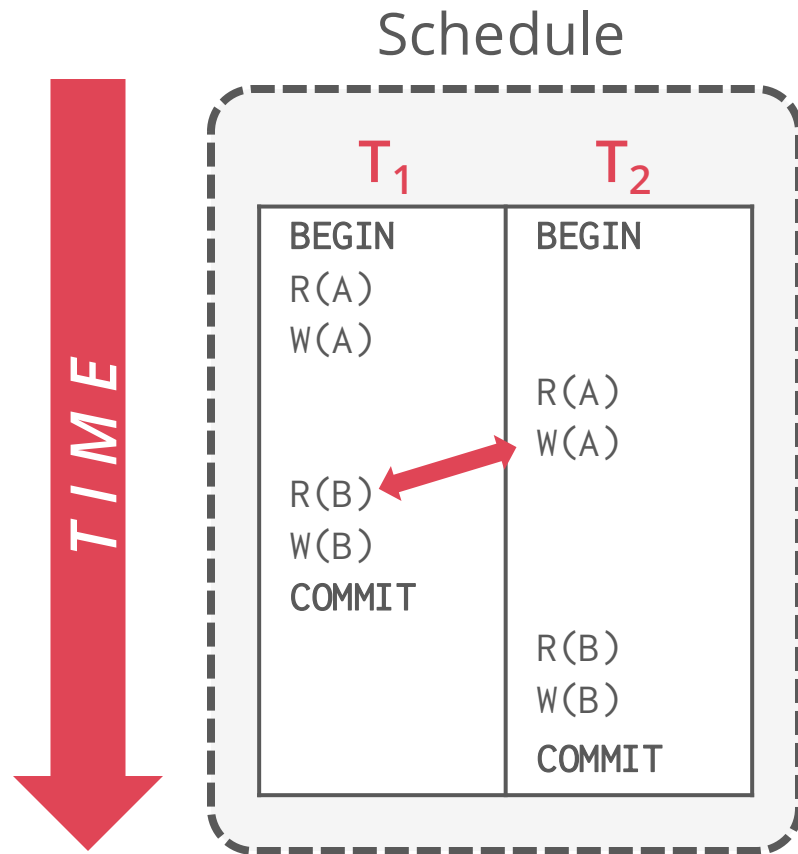 Schedule
TIME
T1 T2
BEGIN BEGIN
R(A)
W(A)
R(A)
W(A)
R(B)
W(B)
COMMIT
R(B)
W(B)
COMMIT